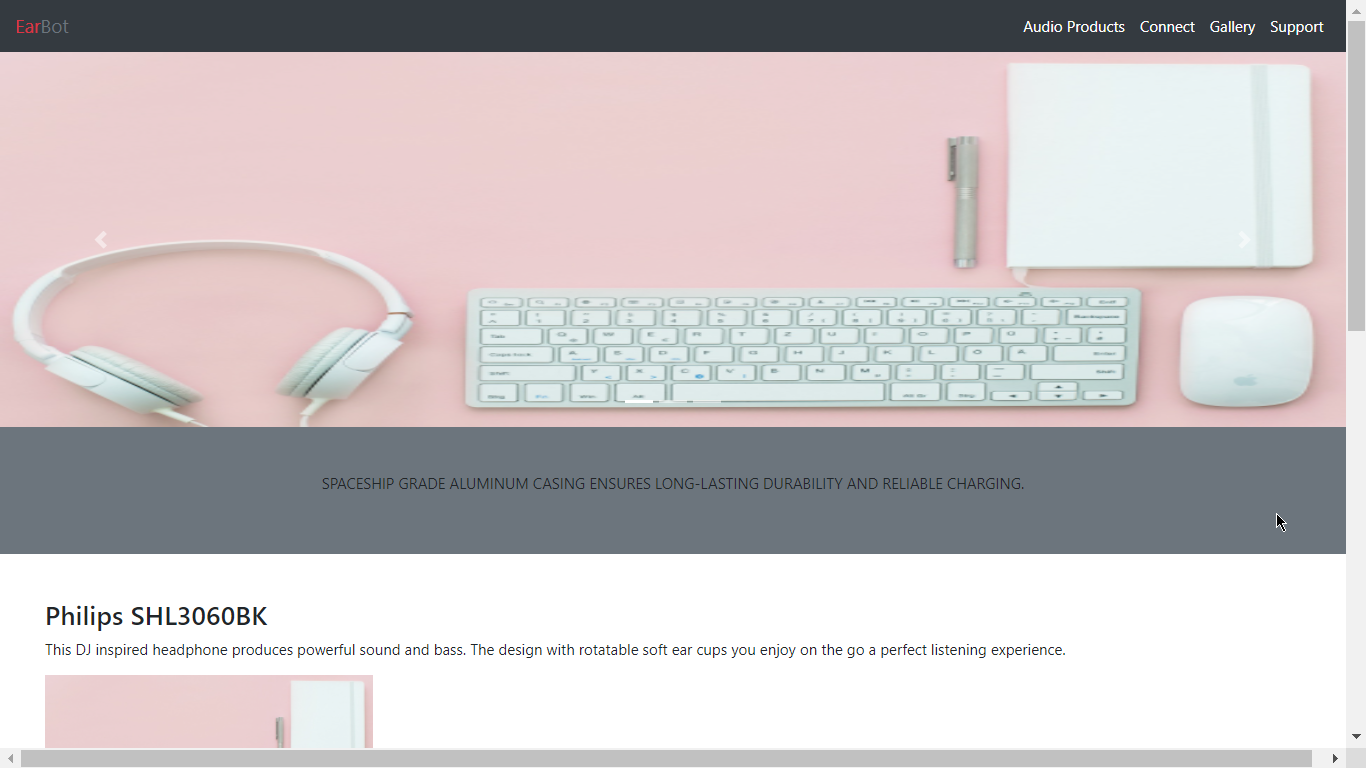 EarBot
Audio Products Connect Gallery Support
SPACESHIP GRADE ALUMINUM CASING ENSURES LONG-LASTING DURABILITY AND RELIABLE CHARGING.
Philips SHL3060BK
This DJ inspired headphone produces powerful sound and bass. The design with rotatable soft ear cups you enjoy on the go a perfect listening experience.